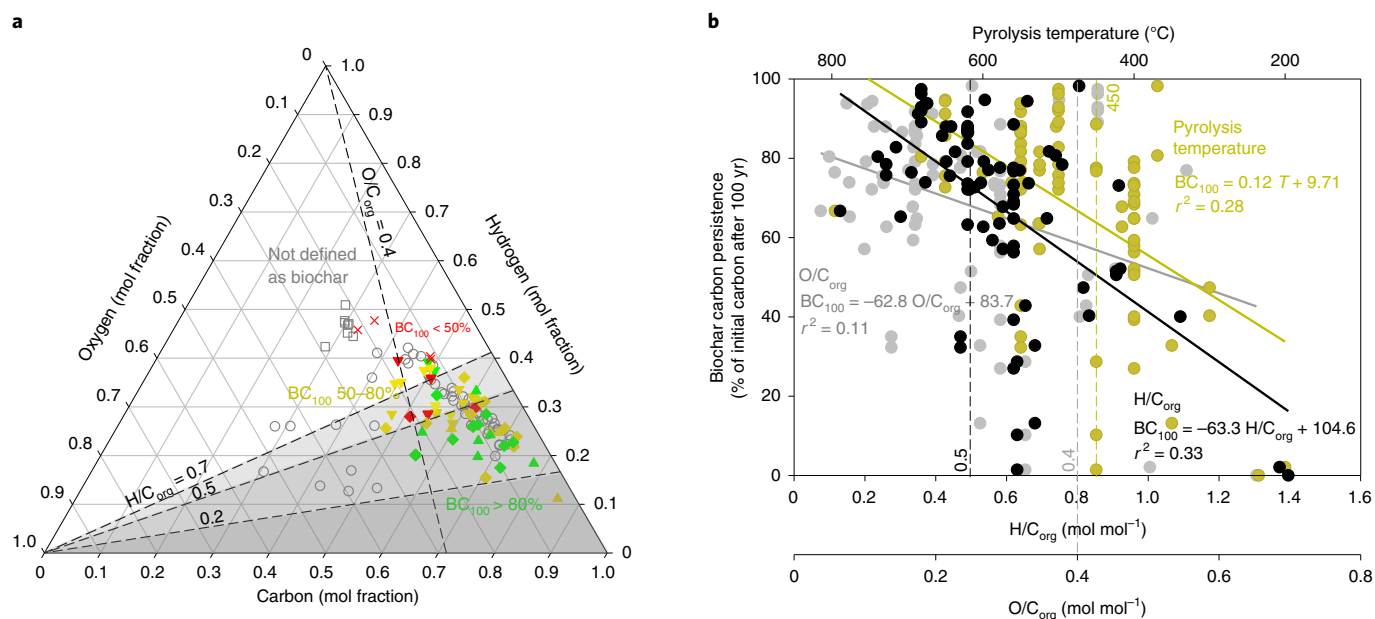 a
0
1.0
0.1
0.9
0.2
0.8
0.3
0.7
0.4
0.6
0.5
0.5
0.6
0.4
0.7
0.3
0.8
0.2
0.9
0.1
1.0
0
0
0.1
0.2
0.3
0.4
0.5
0.6
0.7
0.8
0.9
1.0
Oxygen (mol fraction)
Hydrogen (mol fraction)
Carbon (mol fraction)
O/Corg = 0.4
Not defined
as biochar
BC100 < 50%
BC100 50–80%
BC100 > 80%
H/Corg = 0.7
0.5
0.2
b
Pyrolysis temperature (°C)
800
600
400
200
Biochar carbon persistence
(% of initial carbon after 100 yr)
100
80
60
40
20
0
450
Pyrolysis
temperature
BC100 = 0.12 T + 9.71
r² = 0.28
O/Corg
BC100 = −62.8 O/Corg + 83.7
r² = 0.11
H/Corg
BC100 = −63.3 H/Corg + 104.6
r² = 0.33
0.5
0.4
0
0.2
0.4
0.6
0.8
1.0
1.2
1.4
1.6
H/Corg (mol mol⁻¹)
0
0.2
0.4
0.6
0.8
O/Corg (mol mol⁻¹)